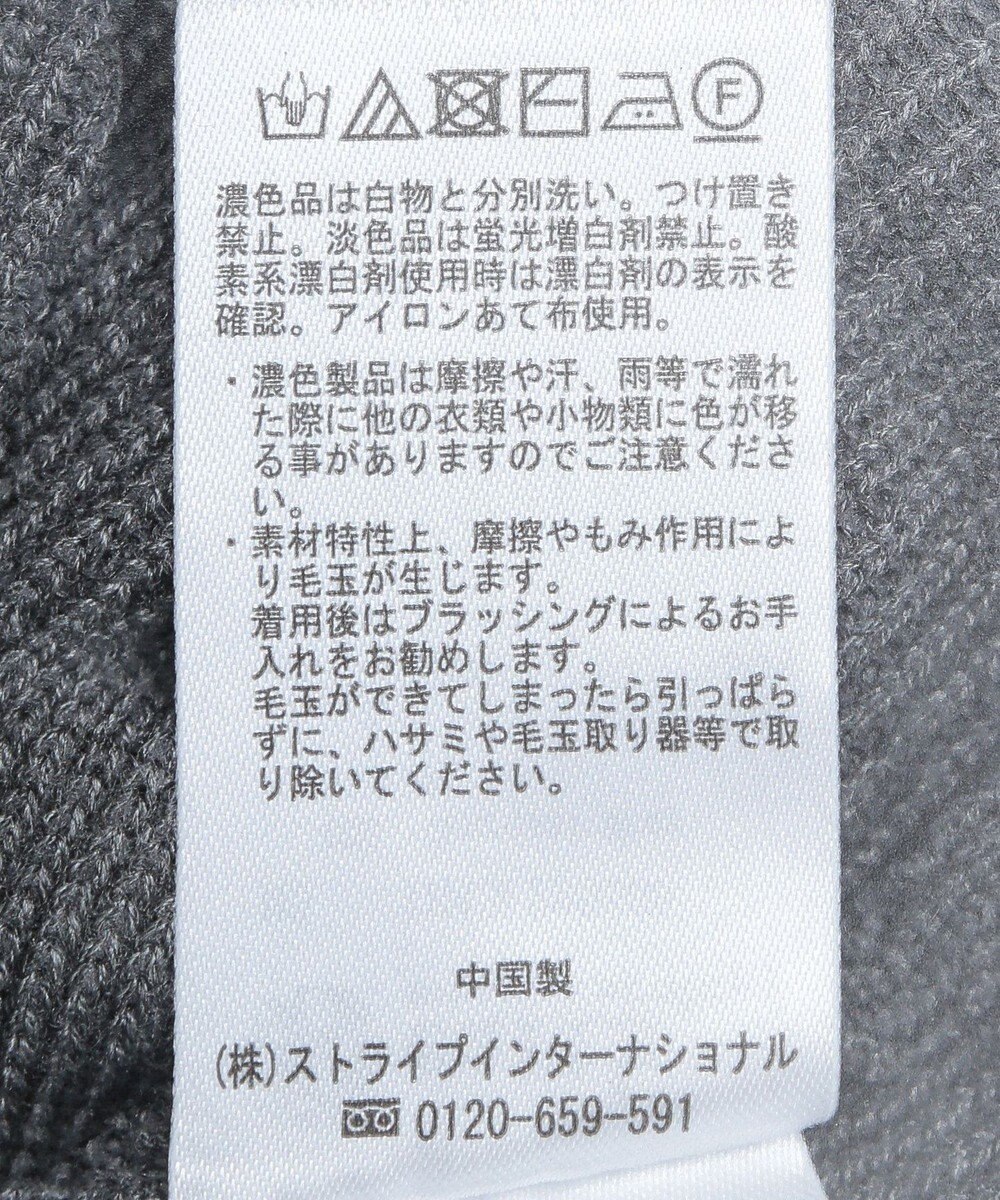 F
濃色品は白物と分別洗い。つけ置き
禁止。淡色品は蛍光増白剤禁止。酸
素系漂白剤使用時は漂白剤の表示を
確認。アイロンあて布使用。
・濃色製品は摩擦や汗、雨等で濡れ
た際に他の衣類や小物類に色が移
る事がありますのでご注意くださ
い。
・素材特性上、摩擦やもみ作用によ
り毛玉が生じます。
着用後はブラッシングによるお手
入れをお勧めします。
毛玉ができてしまったら引っぱら
ずに、ハサミや毛玉取り器等で取
り除いてください。
中国製
(株)ストライプインターナショナル
0120-659-591